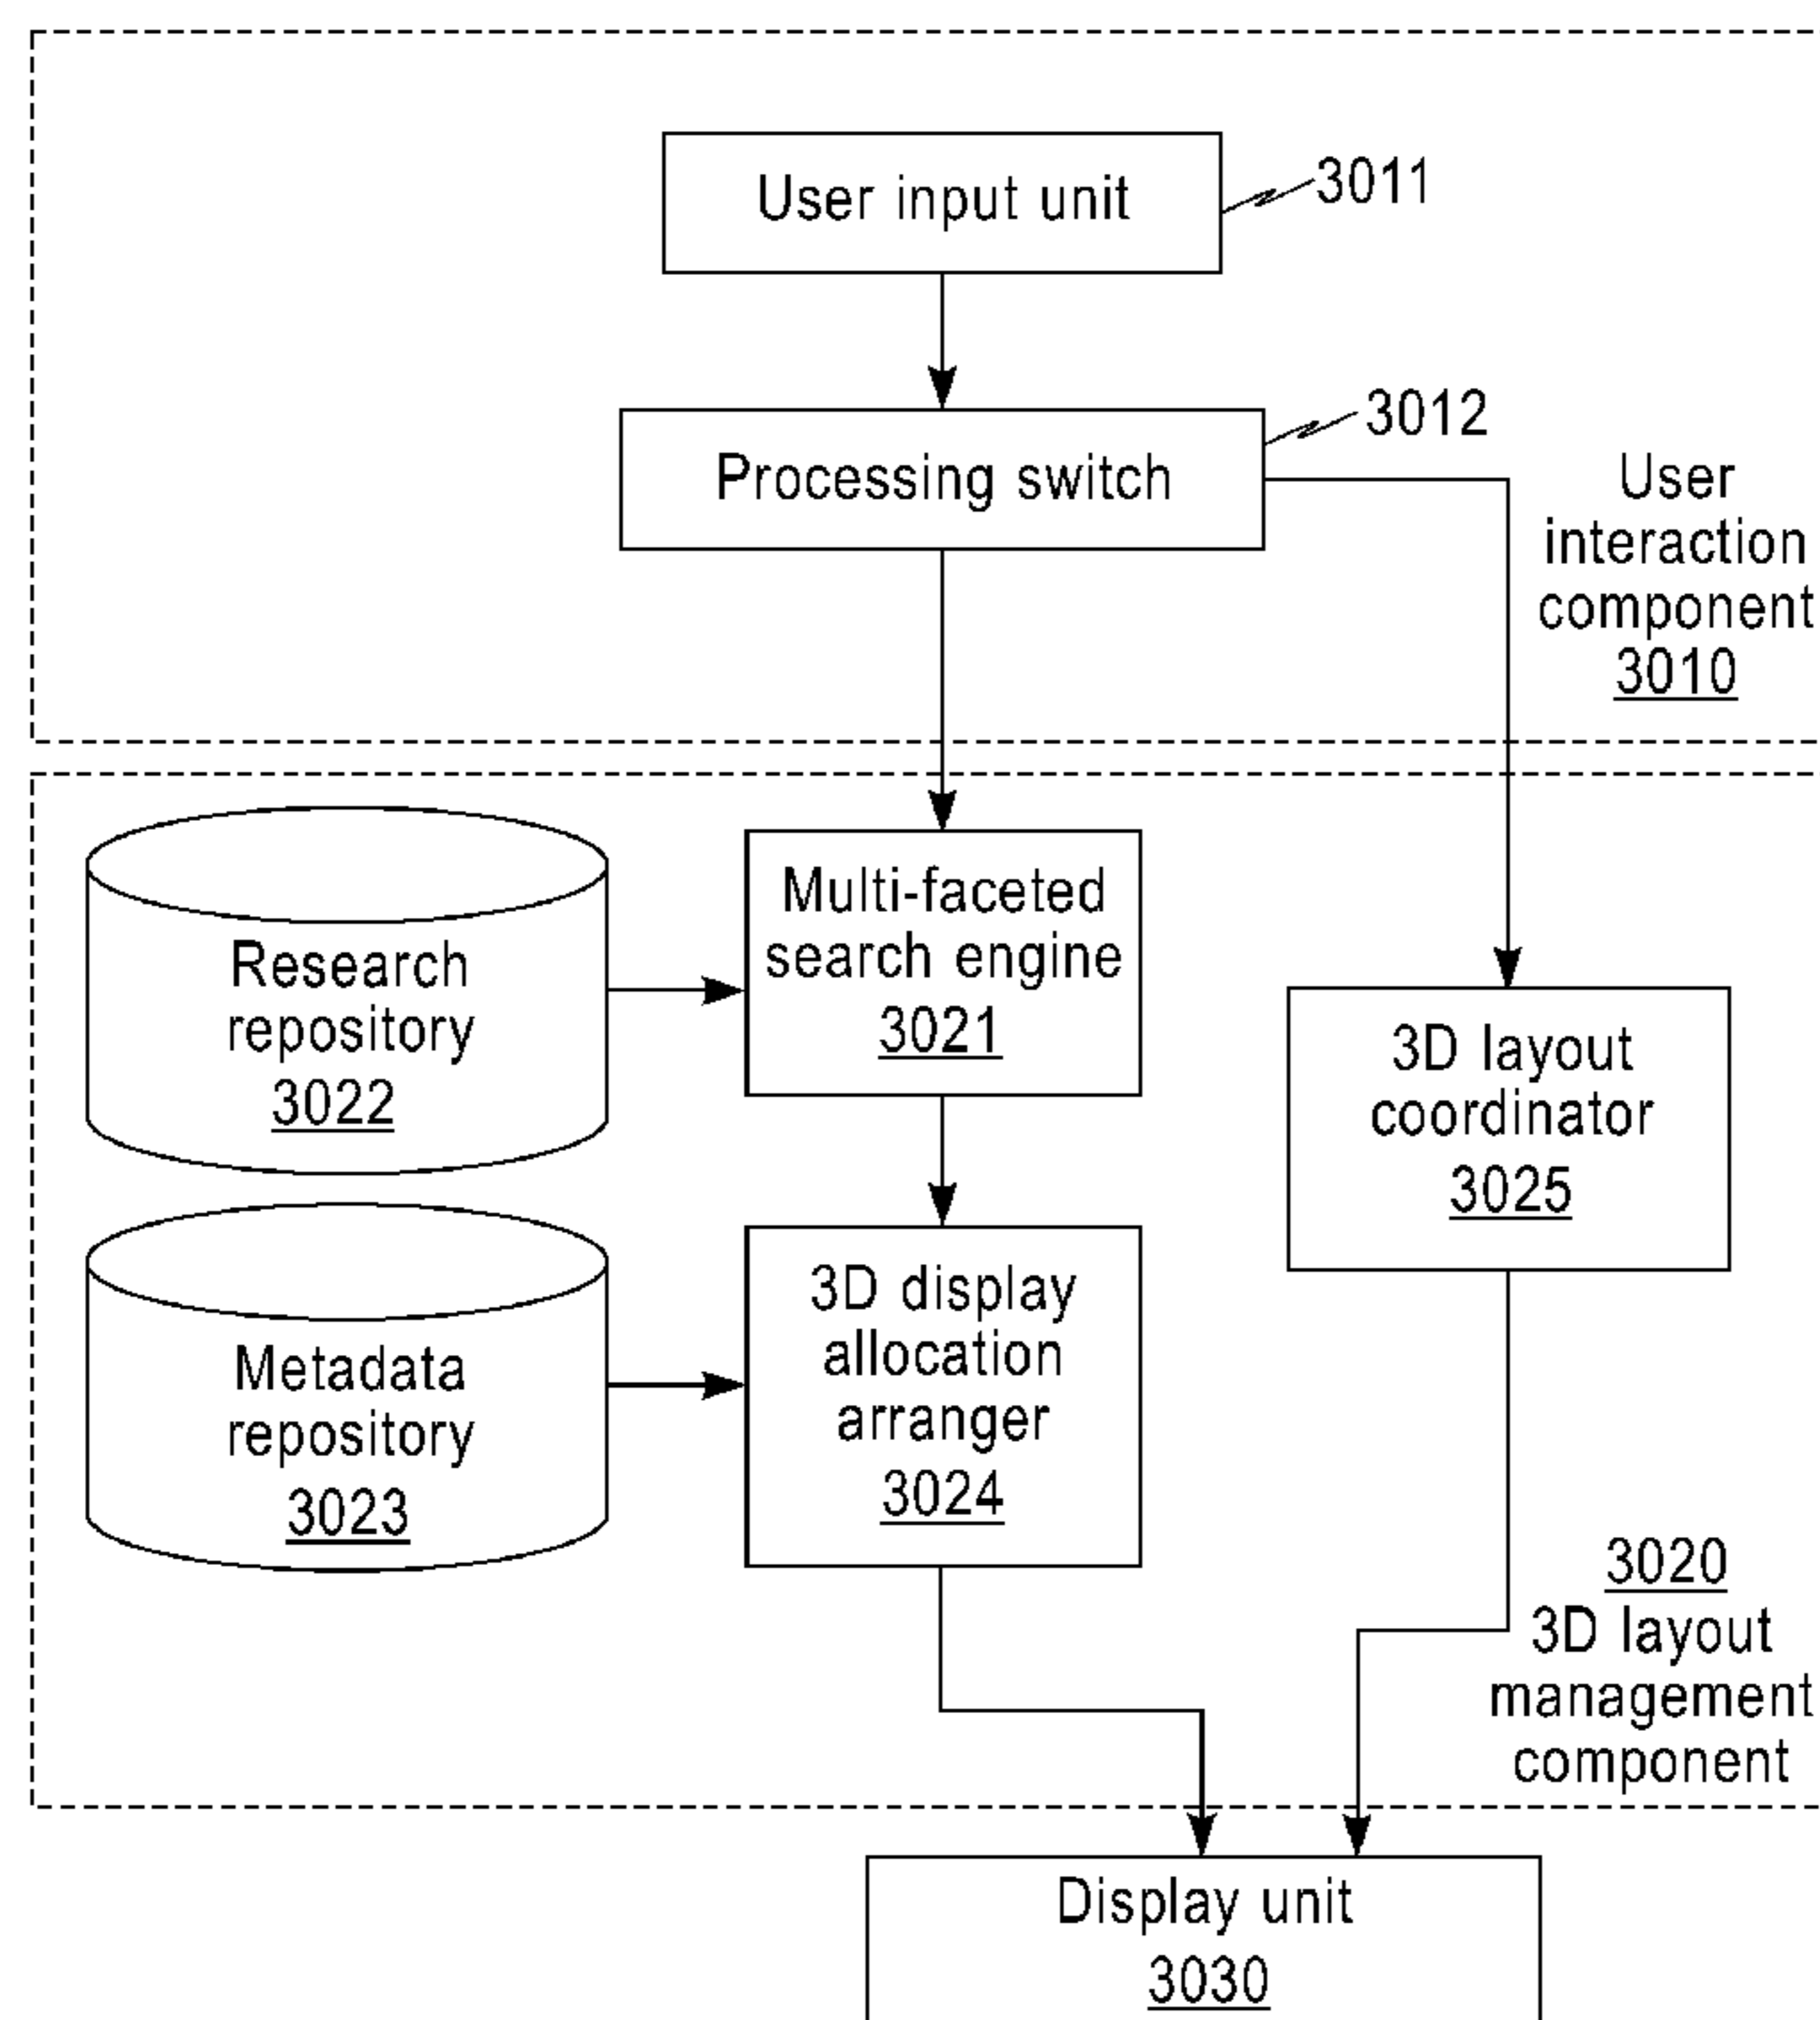 User input unit
3011
Processing switch
3012
User
interaction
component
3010
Research
repository
3022
Multi-faceted
search engine
3021
3D layout
coordinator
3025
Metadata
repository
3023
3D display
allocation
arranger
3024
3020
3D layout
management
component
Display unit
3030